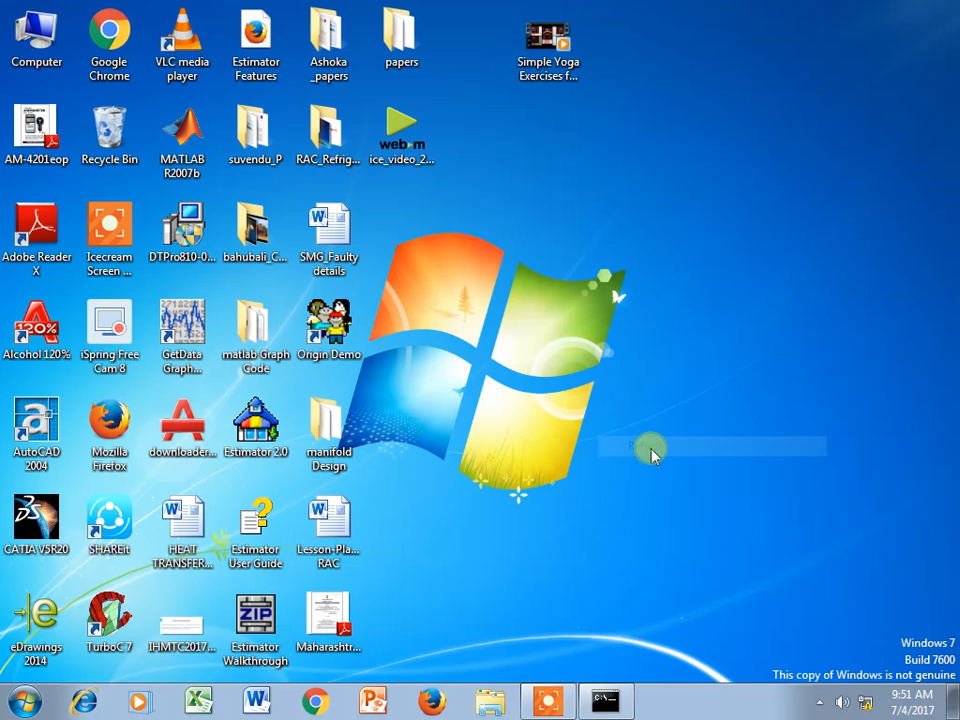 Computer
Google
Chrome
VLC media
player
Estimator
Features
Ashoka
_papers
papers
Simple Yoga
Exercises f...
AM-4201eop
Recycle Bin
MATLAB
R2007b
suvendu_P
RAC_Refrig...
web m
ice_video_2...
Adobe Reader
X
Icecream
Screen ...
DTPro810-0...
bahubali_C...
SMG_Faulty
details
120%
Alcohol 120%
iSpring Free
Cam 8
GetData
Graph...
matlab Graph
Code
Origin Demo
AutoCAD
2004
Mozilla
Firefox
downloader...
Estimator 2.0
manifold
Design
CATIA V5R20
SHAREit
HEAT
TRANSFER...
Estimator
User Guide
Lesson-Pla...
RAC
ZIP
eDrawings
2014
TurboC 7
IHMTC2017...
Estimator
Walkthrough
Maharashtr...
Windows 7
Build 7600
This copy of Windows is not genuine
9:51 AM
7/4/2017